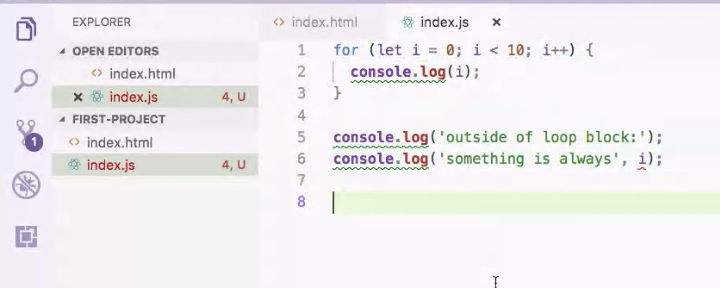 EXPLORER
OPEN EDITORS
index.html
index.js 4, U
FIRST-PROJECT
index.html
index.js 4, U
1
index.html index.js
1 for (let i = 0; i < 10; i++) {
2 console.log(i);
3 }
4
5 console.log('outside of loop block:');
6 console.log('something is always', i);
7
8